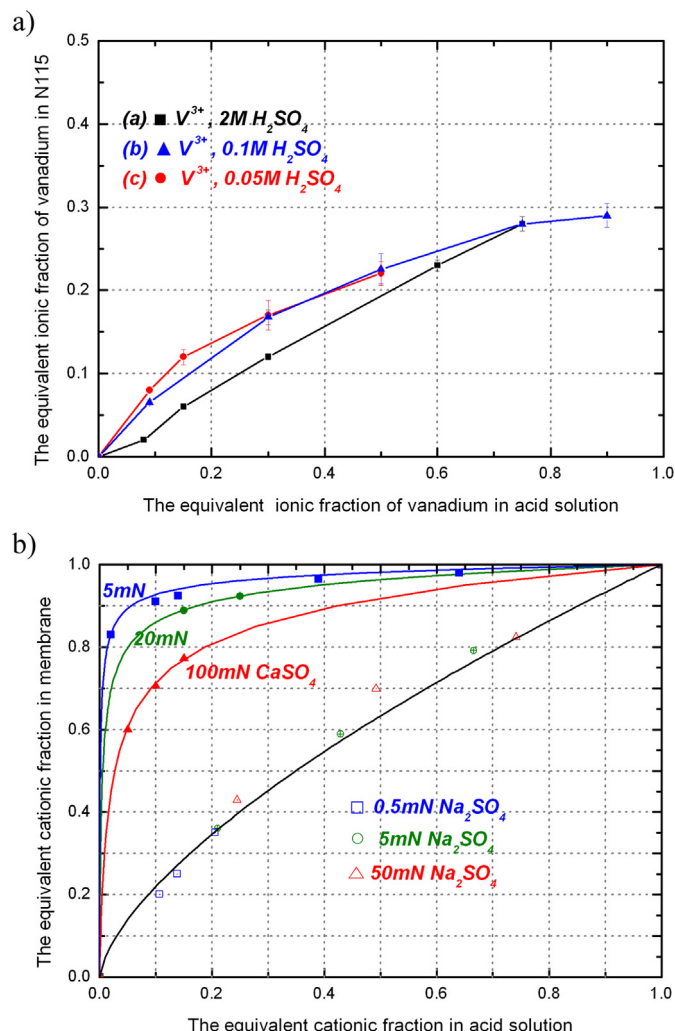 a)
The equivalent ionic fraction of vanadium in N115
0.5
0.4
0.3
0.2
0.1
0.0
(a) ■ V³⁺, 2M H₂SO₄
(b) ▲ V³⁺, 0.1M H₂SO₄
(c) ● V³⁺, 0.05M H₂SO₄
0.0 0.2 0.4 0.6 0.8 1.0
The equivalent ionic fraction of vanadium in acid solution
b)
The equivalent cationic fraction in membrane
1.0
0.8
0.6
0.4
0.2
0.0
5mN
20mN
100mN CaSO₄
□ 0.5mN Na₂SO₄
○ 5mN Na₂SO₄
△ 50mN Na₂SO₄
0.0 0.2 0.4 0.6 0.8 1.0
The equivalent cationic fraction in acid solution